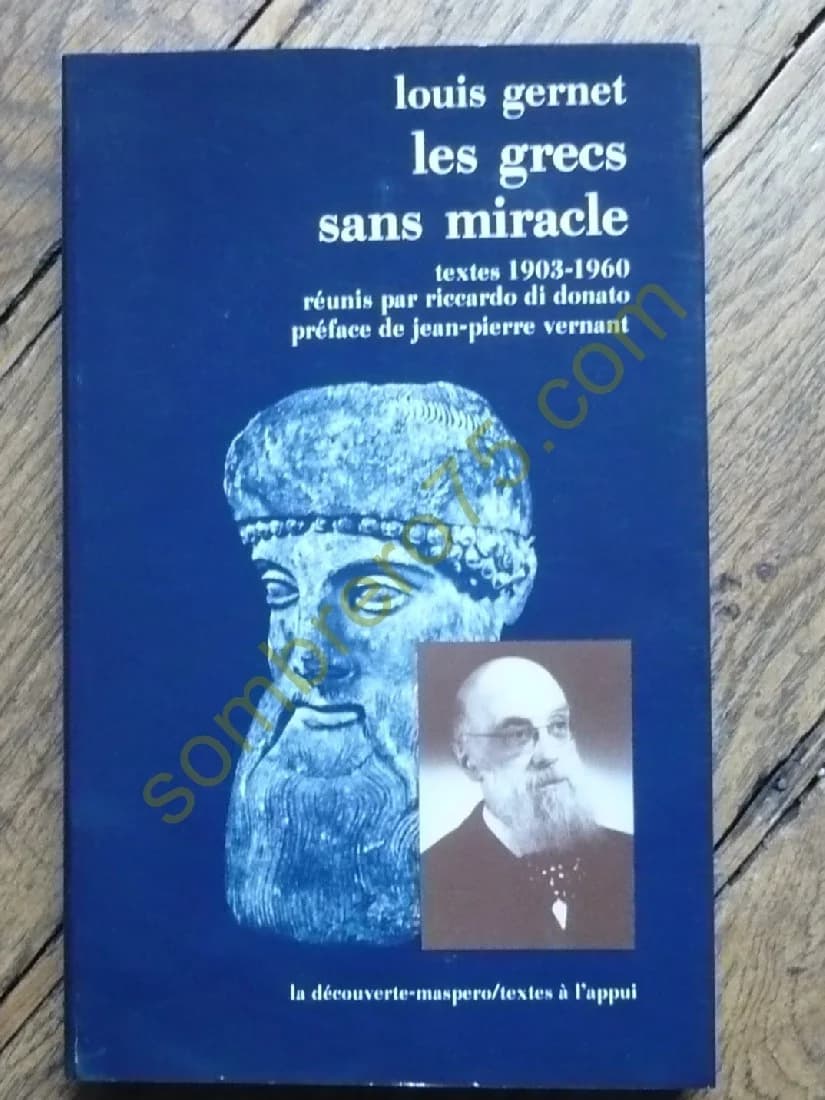 louis gernet
les grecs
sans miracle
textes 1903-1960
réunis par riccardo di donato
préface de jean-pierre vernant
sombrero75.com
la découverte-maspero/textes à l'appui